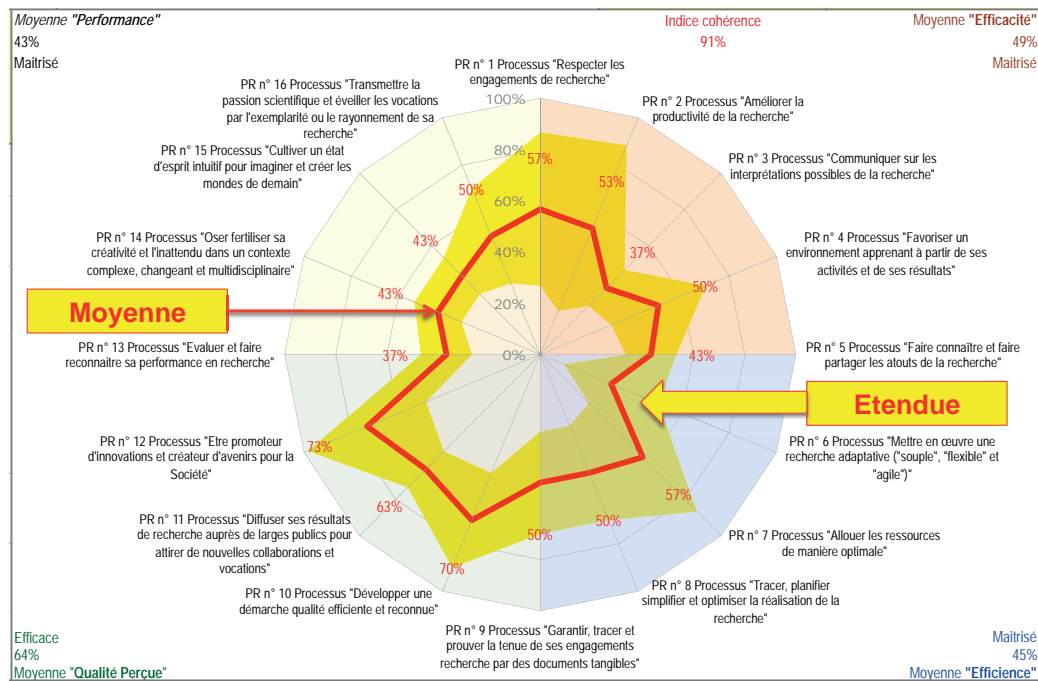 Moyenne "Performance"
43%
Maitrisé
Indice cohérence
91%
Moyenne "Efficacité"
49%
Maitrisé
PR n° 1 Processus "Respecter les
engagements de recherche"
PR n° 2 Processus "Améliorer la
productivité de la recherche"
PR n° 3 Processus "Communiquer sur les
interprétations possibles de la recherche"
PR n° 4 Processus "Favoriser un
environnement apprenant à partir de ses
activités et de ses résultats"
PR n° 5 Processus "Faire connaître et faire
partager les atouts de la recherche"
PR n° 6 Processus "Mettre en œuvre une
recherche adaptative ("souple", "flexible" et
"agile")"
PR n° 7 Processus "Allouer les ressources
de manière optimale"
PR n° 8 Processus "Tracer, planifier
simplifier et optimiser la réalisation de la
recherche"
PR n° 9 Processus "Garantir, tracer et
prouver la tenue de ses engagements
recherche par des documents tangibles"
PR n° 10 Processus "Développer une
démarche qualité efficiente et reconnue"
PR n° 11 Processus "Diffuser ses résultats
de recherche auprès de larges publics pour
attirer de nouvelles collaborations et
vocations"
PR n° 12 Processus "Etre promoteur
d'innovations et créateur d'avenirs pour la
Société"
PR n° 13 Processus "Evaluer et faire
reconnaitre sa performance en recherche"
PR n° 14 Processus "Oser fertiliser sa
créativité et l'inattendu dans un contexte
complexe, changeant et multidisciplinaire"
PR n° 15 Processus "Cultiver un état
d'esprit intuitif pour imaginer et créer les
mondes de demain"
PR n° 16 Processus "Transmettre la
passion scientifique et éveiller les vocations
par l'exemplarité ou le rayonnement de sa
recherche"
100%
80%
60%
40%
20%
0%
57%
53%
37%
50%
43%
57%
50%
50%
70%
63%
73%
37%
43%
43%
50%
Moyenne
Etendue
Efficace
64%
Moyenne "Qualité Perçue"
Maitrisé
45%
Moyenne "Efficience"